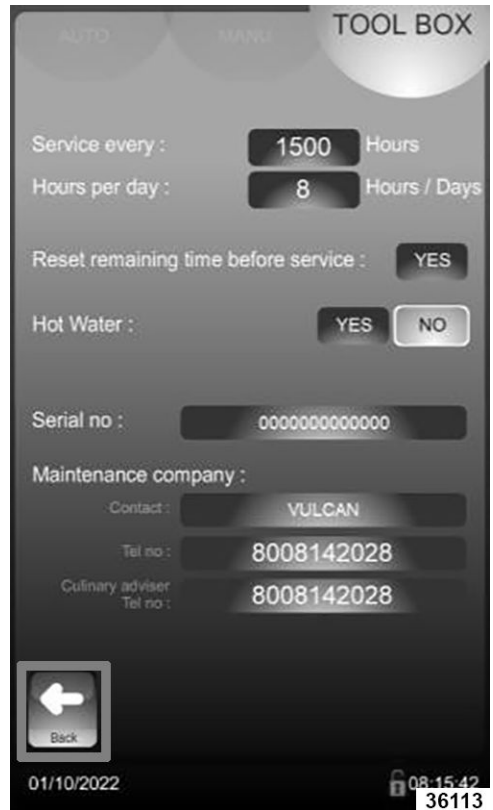 AUTO MANU TOOL BOX
Service every : 1500 Hours
Hours per day : 8 Hours / Days
Reset remaining time before service : YES
Hot Water : YES NO
Serial no : 0000000000000
Maintenance company :
Contact : VULCAN
Tel no : 8008142028
Culinary adviser
Tel no : 8008142028
Back
01/10/2022 08:15:42
36113